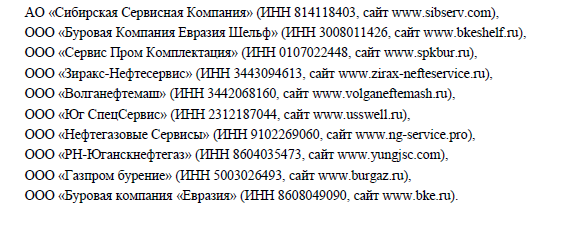 АО «Сибирская Сервисная Компания» (ИНН 814118403, сайт www.sibserv.com),
ООО «Буровая Компания Евразия Шельф» (ИНН 3008011426, сайт www.bkeshelf.ru),
ООО «Сервис Пром Комплектация» (ИНН 0107022448, сайт www.spkbur.ru),
ООО «Зиракс-Нефтесервис» (ИНН 3443094613, сайт www.zirax-nefteservice.ru),
ООО «Волганефтемаш» (ИНН 3442068160, сайт www.volganeftemash.ru),
ООО «Юг СпецСервис» (ИНН 2312187044, сайт www.usswell.ru),
ООО «Нефтегазовые Сервисы» (ИНН 9102269060, сайт www.ng-service.pro),
ООО «РН-Юганскнефтегаз» (ИНН 8604035473, сайт www.yungjsc.com),
ООО «Газпром бурение» (ИНН 5003026493, сайт www.burgaz.ru),
ООО «Буровая компания «Евразия» (ИНН 8608049090, сайт www.bke.ru).